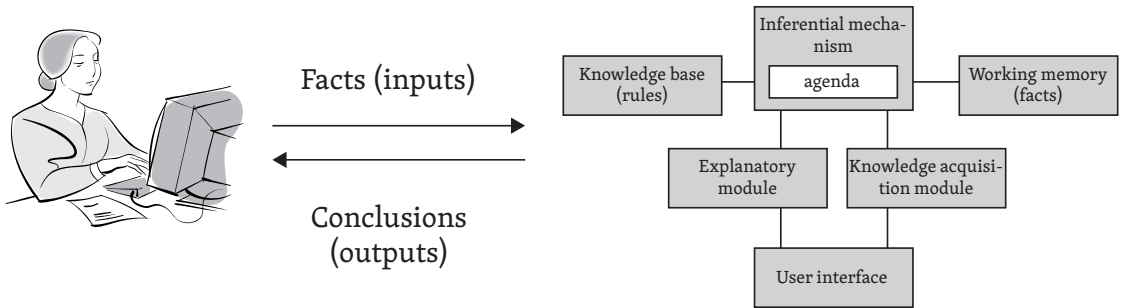 Facts (inputs)
Conclusions
(outputs)
Inferential mecha-
nism
agenda
Knowledge base
(rules)
Working memory
(facts)
Explanatory
module
Knowledge acquisi-
tion module
User interface